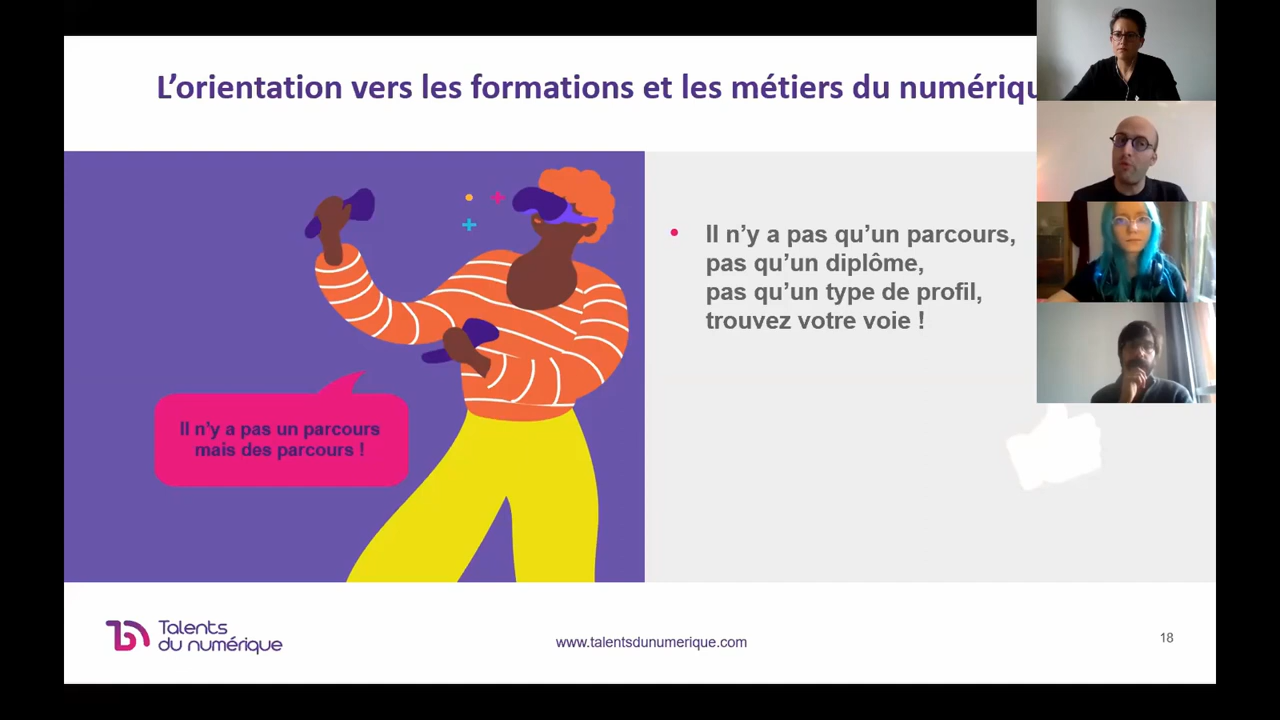 L’orientation vers les formations et les métiers du numériqu
Il n’y a pas qu’un parcours,
pas qu’un diplôme,
pas qu’un type de profil,
trouvez votre voie !
Il n’y a pas un parcours
mais des parcours !
Talents
du numérique
www.talentsdunumerique.com
18